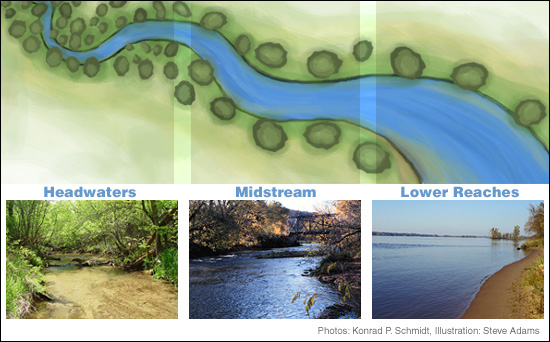 Headwaters Midstream Lower Reaches
Photos: Konrad P. Schmidt, Illustration: Steve Adams